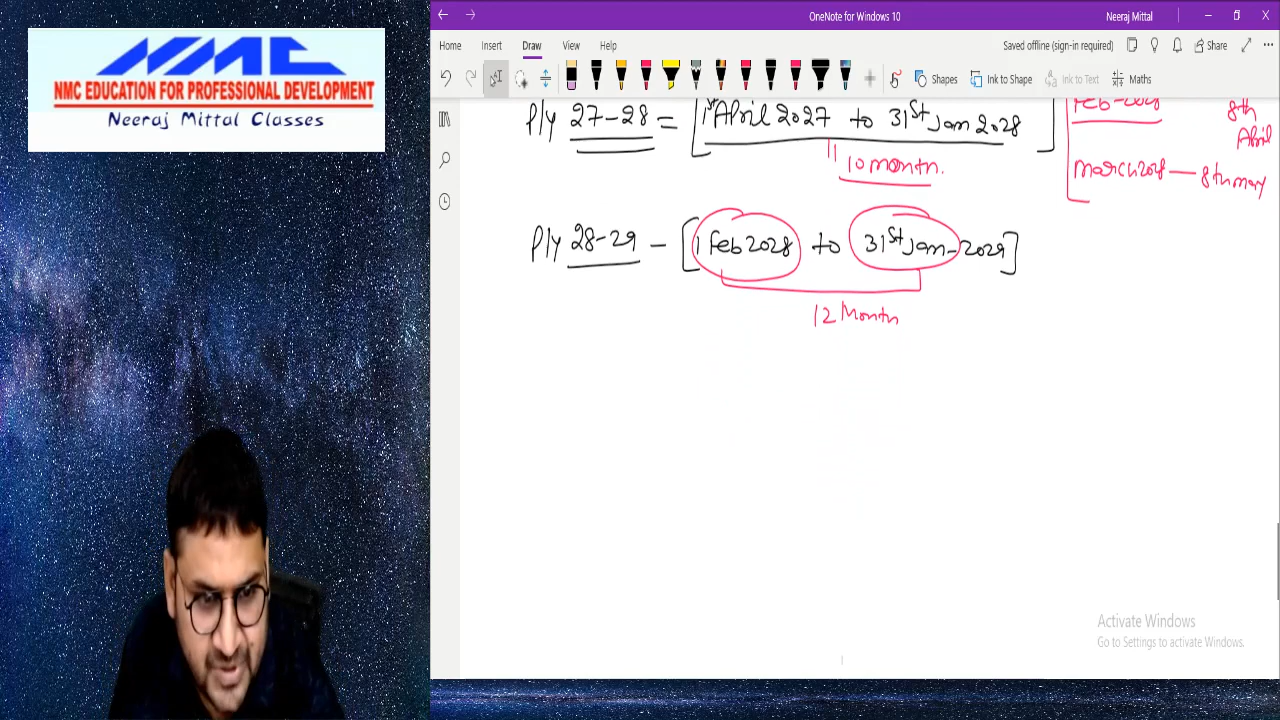 NMC
NMC EDUCATION FOR PROFESSIONAL DEVELOPMENT
Neeraj Mittal Classes
OneNote for Windows 10
Neeraj Mittal
Home Insert Draw View Help
Saved offline (sign-in required)
Share
Shapes
Ink to Shape
Ink to Text
Maths
P/Y 27-28 = [1st April 2027 to 31st Jan 2028]
10 month.
Feb-2028 8th April
March 2028 — 8th may
P/Y 28-29 - [1 Feb 2028 to 31st Jan-2029]
12 Month
Activate Windows
Go to Settings to activate Windows.